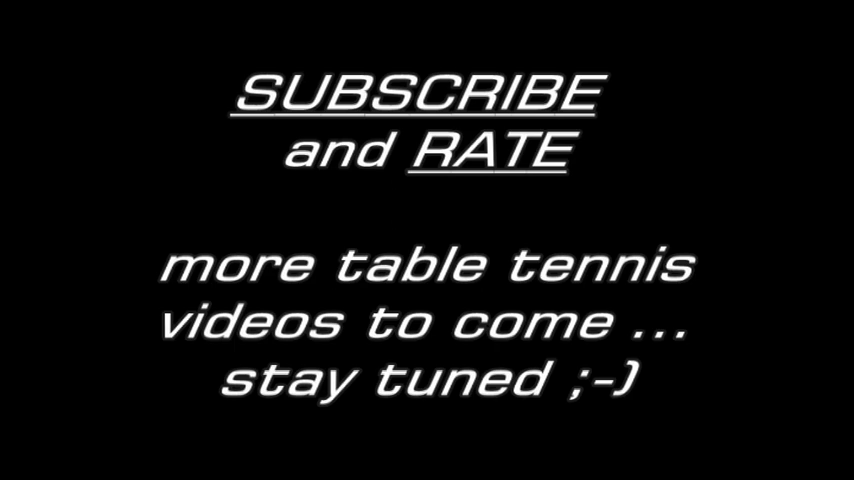 SUBSCRIBE
and RATE
more table tennis
videos to come ...
stay tuned ;-)